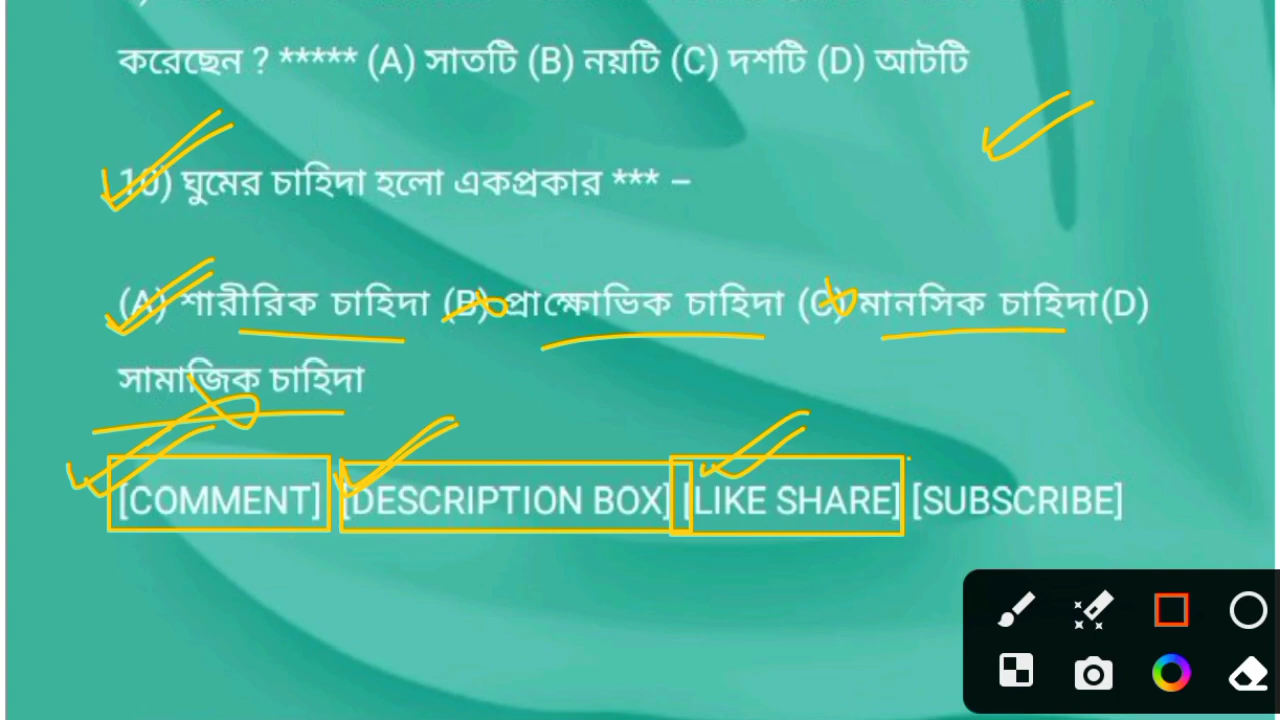 করেছেন ? ***** (A) সাতটি (B) নয়টি (C) দশটি (D) আটটি
10) ঘুমের চাহিদা হলো একপ্রকার *** –
(A) শারীরিক চাহিদা (B) প্রাক্ষোভিক চাহিদা (C) মানসিক চাহিদা(D)
সামাজিক চাহিদা
[COMMENT] [DESCRIPTION BOX] [LIKE SHARE] [SUBSCRIBE]